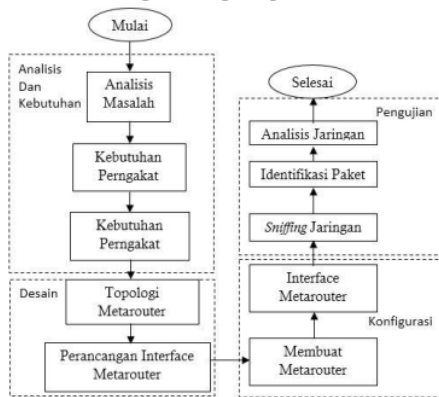 Mulai
Analisis
Dan
Kebutuhan
Analisis
Masalah
Kebutuhan
Perngakat
Kebutuhan
Perngakat
Desain
Topologi
Metarouter
Perancangan Interface
Metarouter
Membuat
Metarouter
Konfigurasi
Interface
Metarouter
Sniffing Jaringan
Identifikasi Paket
Analisis Jaringan
Pengujian
Selesai